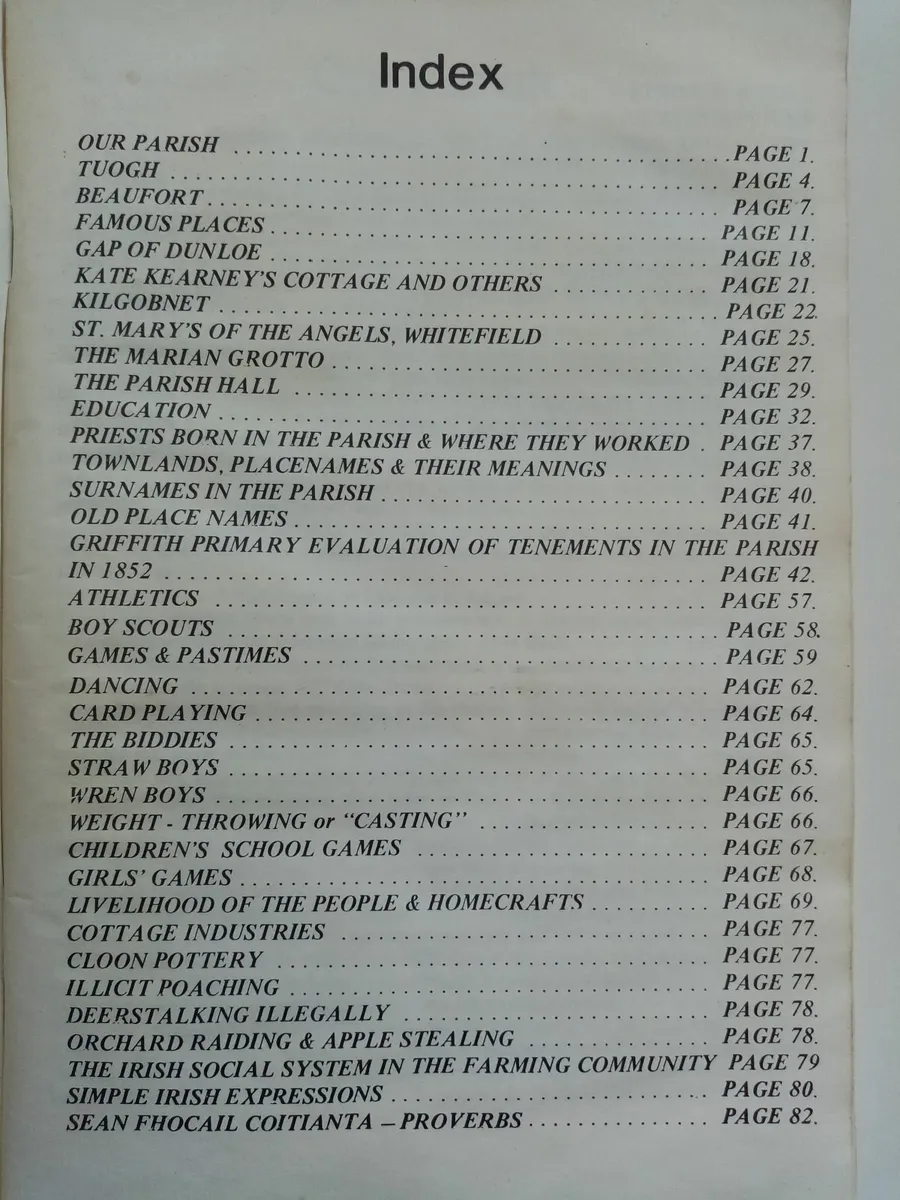 Index
OUR PARISH ..................................................PAGE 1.
TUOGH .................................................. PAGE 4.
BEAUFORT.................................................. PAGE 7.
FAMOUS PLACES........................................ PAGE 11.
GAP OF DUNLOE ........................................ PAGE 18.
KATE KEARNEY'S COTTAGE AND OTHERS ............. PAGE 21.
KILGOBNET ............................................. PAGE 22.
ST. MARY'S OF THE ANGELS, WHITEFIELD ............. PAGE 25.
THE MARIAN GROTTO ................................. PAGE 27.
THE PARISH HALL .................................... PAGE 29.
EDUCATION ............................................ PAGE 32.
PRIESTS BORN IN THE PARISH & WHERE THEY WORKED . PAGE 37.
TOWNLANDS, PLACENAMES & THEIR MEANINGS ....... PAGE 38.
SURNAMES IN THE PARISH ............................ PAGE 40.
OLD PLACE NAMES..................................... PAGE 41.
GRIFFITH PRIMARY EVALUATION OF TENEMENTS IN THE PARISH
IN 1852 ............................................... PAGE 42.
ATHLETICS ............................................ PAGE 57.
BOY SCOUTS ........................................... PAGE 58.
GAMES & PASTIMES .................................... PAGE 59
DANCING .............................................. PAGE 62.
CARD PLAYING ........................................ PAGE 64.
THE BIDDIES .......................................... PAGE 65.
STRAW BOYS .......................................... PAGE 65.
WREN BOYS ............................................ PAGE 66.
WEIGHT - THROWING or "CASTING" .................... PAGE 66.
CHILDREN'S SCHOOL GAMES .......................... PAGE 67.
GIRLS' GAMES ......................................... PAGE 68.
LIVELIHOOD OF THE PEOPLE & HOMECRAFTS .......... PAGE 69.
COTTAGE INDUSTRIES ................................ PAGE 77.
CLOON POTTERY ...................................... PAGE 77.
ILLICIT POACHING ..................................... PAGE 77.
DEERSTALKING ILLEGALLY ........................... PAGE 78.
ORCHARD RAIDING & APPLE STEALING ............... PAGE 78.
THE IRISH SOCIAL SYSTEM IN THE FARMING COMMUNITY PAGE 79
SIMPLE IRISH EXPRESSIONS ............................ PAGE 80.
SEAN FHOCAIL COITIANTA – PROVERBS ................ PAGE 82.